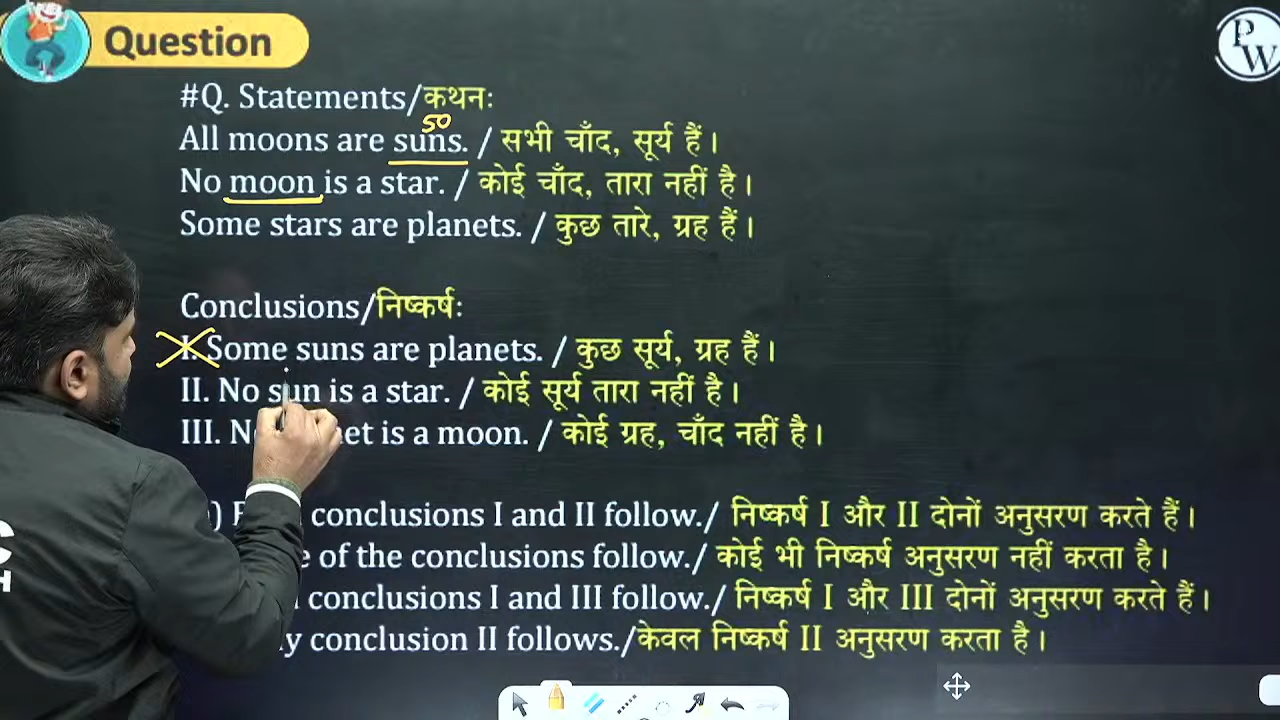 Question
PW
#Q. Statements/कथन:
50
All moons are suns. / सभी चाँद, सूर्य हैं।
No moon is a star. / कोई चाँद, तारा नहीं है।
Some stars are planets. / कुछ तारे, ग्रह हैं।
Conclusions/निष्कर्ष:
I. Some suns are planets. / कुछ सूर्य, ग्रह हैं।
II. No sun is a star. / कोई सूर्य तारा नहीं है।
III. is a moon. / कोई ग्रह, चाँद नहीं है।
conclusions I and II follow./ निष्कर्ष I और II दोनों अनुसरण करते हैं।
of the conclusions follow./ कोई भी निष्कर्ष अनुसरण नहीं करता है।
conclusions I and III follow./ निष्कर्ष I और III दोनों अनुसरण करते हैं।
conclusion II follows./केवल निष्कर्ष II अनुसरण करता है।